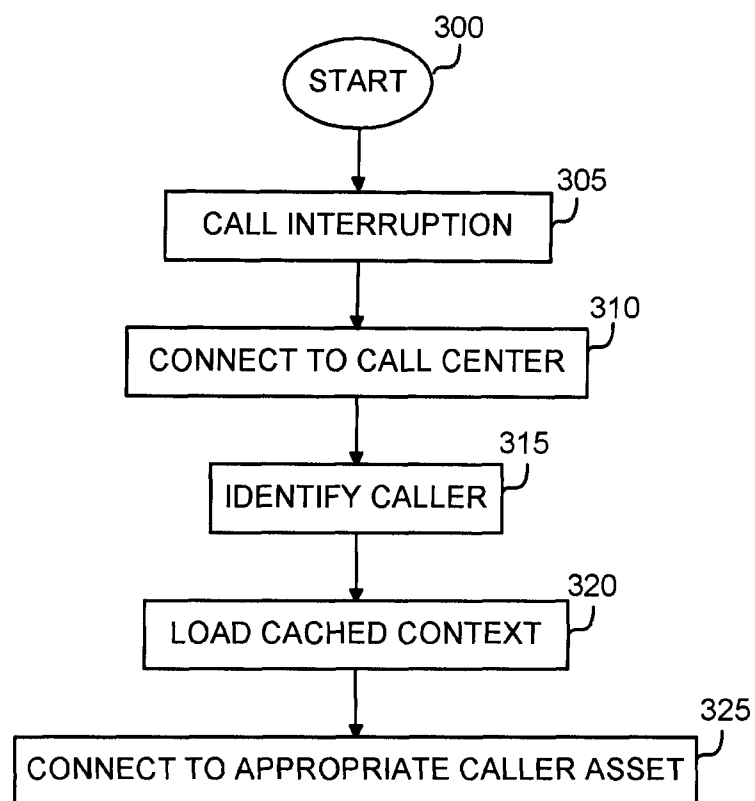 300
START
305
CALL INTERRUPTION
310
CONNECT TO CALL CENTER
315
IDENTIFY CALLER
320
LOAD CACHED CONTEXT
325
CONNECT TO APPROPRIATE CALLER ASSET